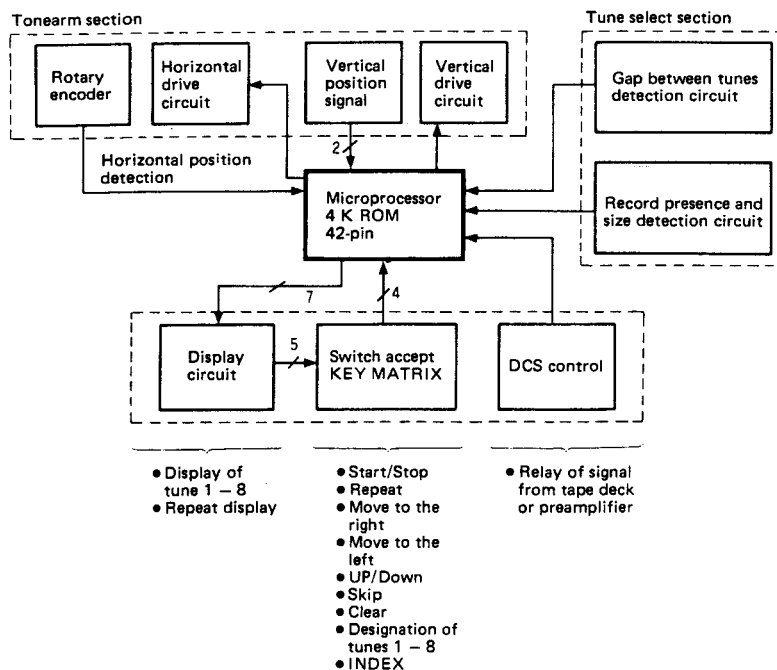 Tonearm section
Tune select section
Rotary
encoder
Horizontal
drive
circuit
Vertical
position
signal
Vertical
drive
circuit
Gap between tunes
detection circuit
2
Horizontal position
detection
Microprocessor
4 K ROM
42-pin
Record presence and
size detection circuit
7
4
Display
circuit
5
Switch accept
KEY MATRIX
DCS control
• Display of
tune 1 – 8
• Repeat display
• Start/Stop
• Repeat
• Move to the
right
• Move to the
left
• UP/Down
• Skip
• Clear
• Designation of
tunes 1 – 8
• INDEX
• Relay of signal
from tape deck
or preamplifier